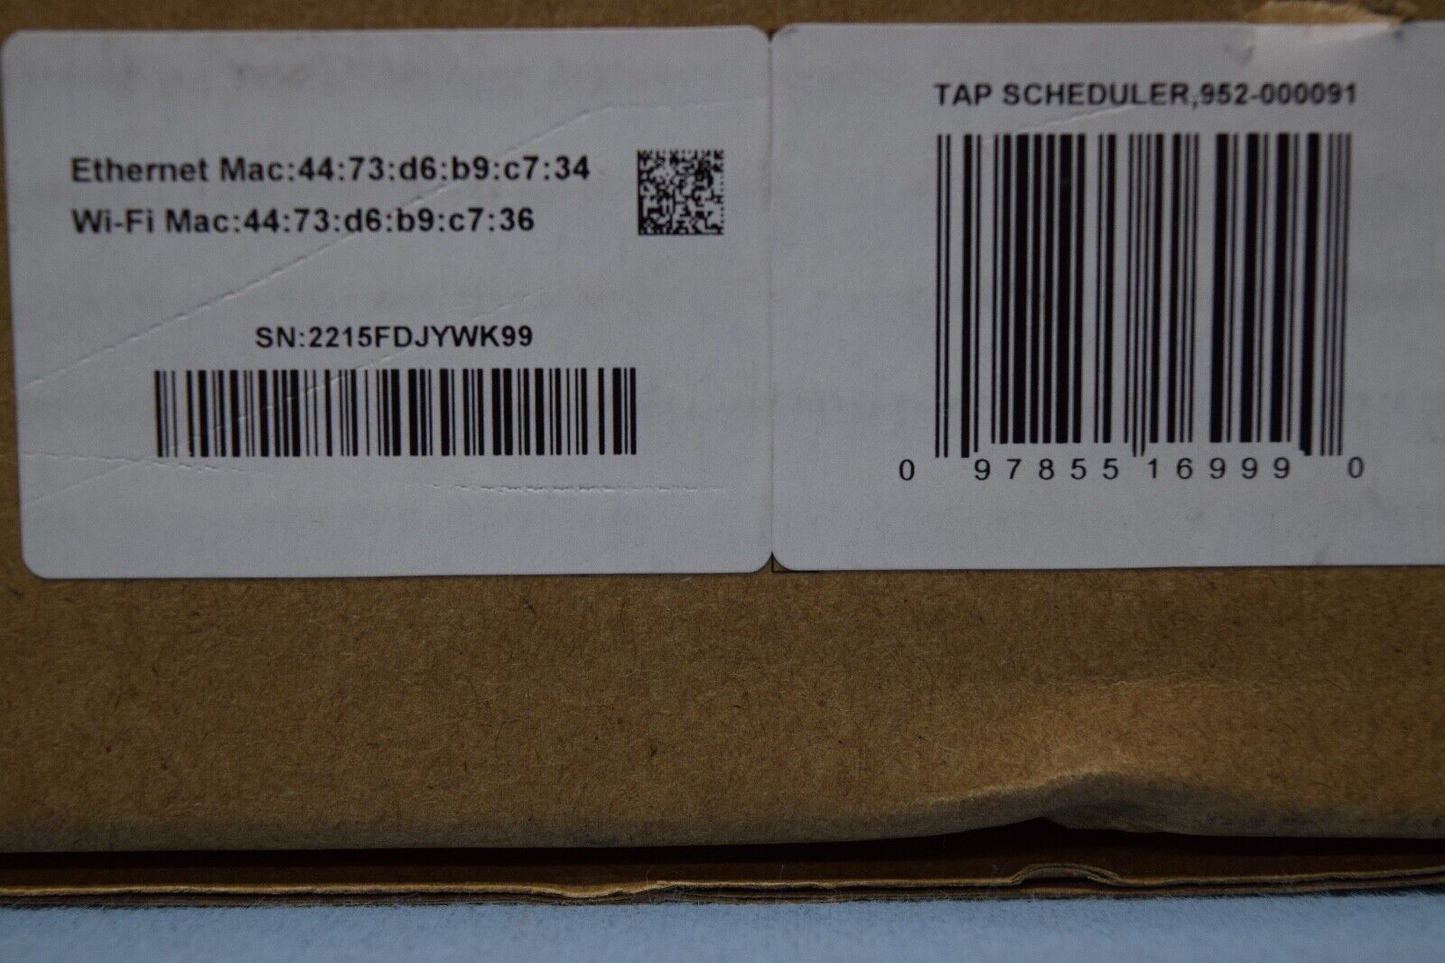 Ethernet Mac:44:73:d6:b9:c7:34
Wi-Fi Mac:44:73:d6:b9:c7:36
SN:2215FDJYWK99
TAP SCHEDULER,952-000091
0 97855 16999 0